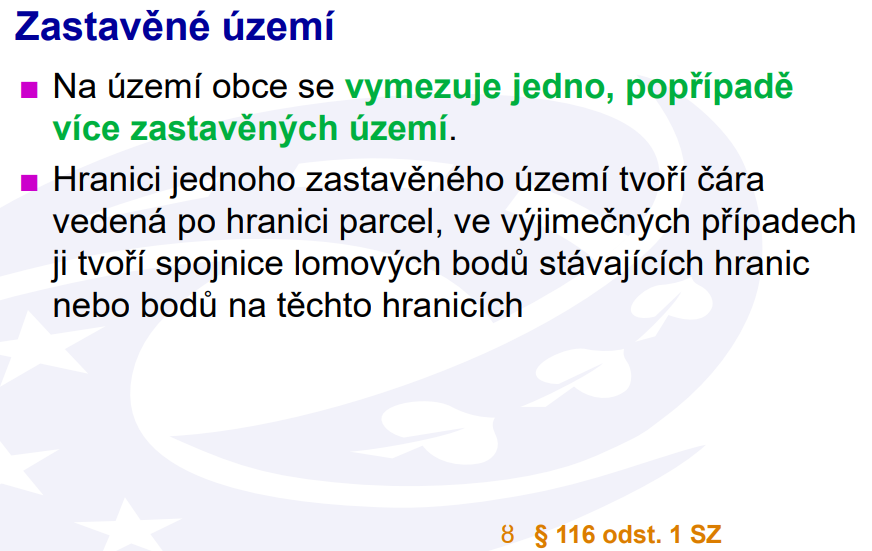 Zastavěné území
Na území obce se vymezuje jedno, popřípadě
více zastavěných území.
Hranici jednoho zastavěného území tvoří čára
vedená po hranici parcel, ve výjimečných případech
ji tvoří spojnice lomových bodů stávajících hranic
nebo bodů na těchto hranicích
8 § 116 odst. 1 SZ